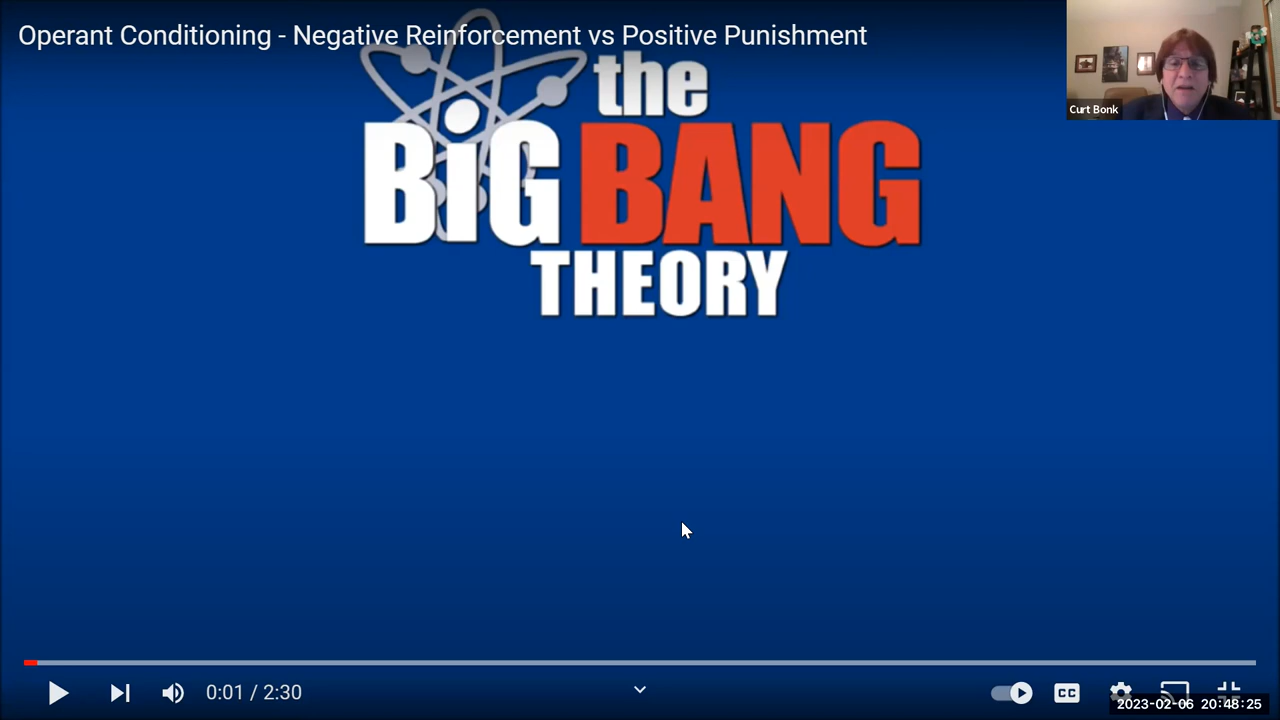 Operant Conditioning - Negative Reinforcement vs Positive Punishment
the
BiG BANG
THEORY
Curt Bonk
0:01 / 2:30
CC
2023-02-06 20:48:25